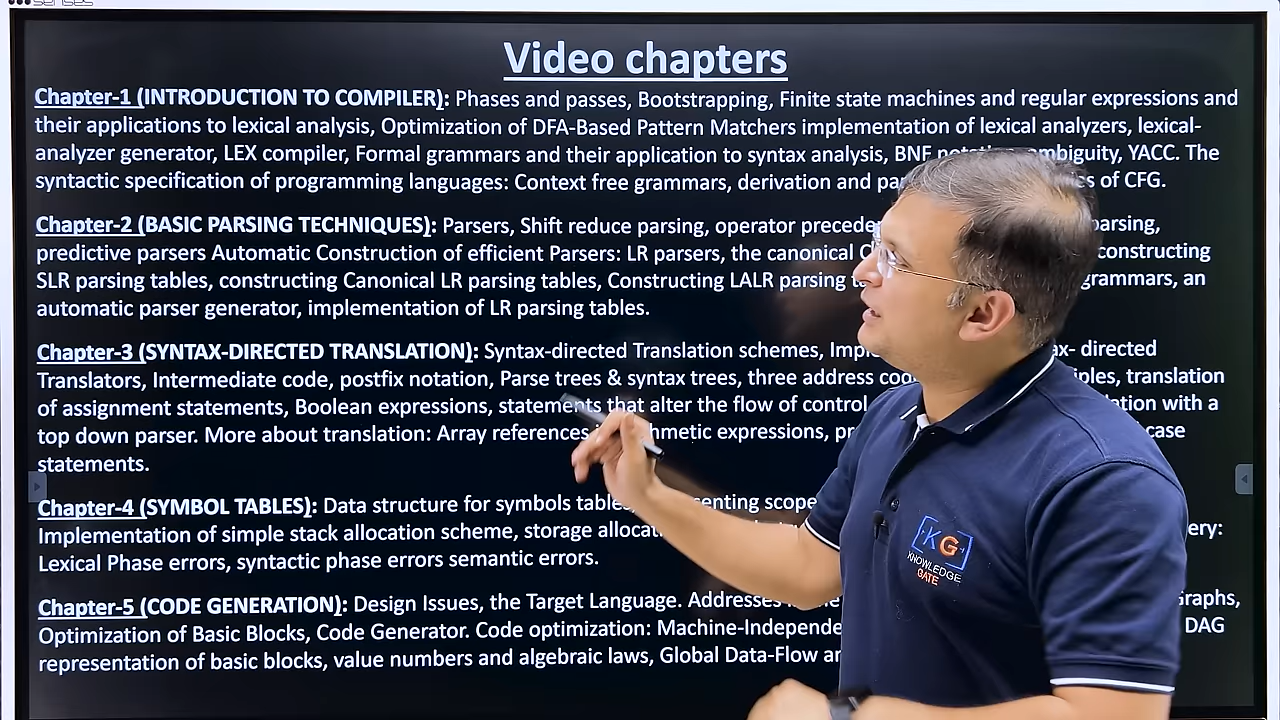 Video chapters
Chapter-1 (INTRODUCTION TO COMPILER): Phases and passes, Bootstrapping, Finite state machines and regular expressions and
their applications to lexical analysis, Optimization of DFA-Based Pattern Matchers implementation of lexical analyzers, lexical-
analyzer generator, LEX compiler, Formal grammars and their application to syntax analysis, BNF ambiguity, YACC. The
syntactic specification of programming languages: Context free grammars, derivation and of CFG.
Chapter-2 (BASIC PARSING TECHNIQUES): Parsers, Shift reduce parsing, operator parsing,
predictive parsers Automatic Construction of efficient Parsers: LR parsers, the canonical constructing
SLR parsing tables, constructing Canonical LR parsing tables, Constructing LALR parsing grammars, an
automatic parser generator, implementation of LR parsing tables.
Chapter-3 (SYNTAX-DIRECTED TRANSLATION): Syntax-directed Translation schemes, directed
Translators, Intermediate code, postfix notation, Parse trees & syntax trees, three address translation
of assignment statements, Boolean expressions, statements that alter the flow of control with a
top down parser. More about translation: Array references expressions, case
statements.
Chapter-4 (SYMBOL TABLES): Data structure for symbols scope
Implementation of simple stack allocation scheme, storage
Lexical Phase errors, syntactic phase errors semantic errors.
Chapter-5 (CODE GENERATION): Design Issues, the Target Language. Addresses
Optimization of Basic Blocks, Code Generator. Code optimization: DAG
representation of basic blocks, value numbers and algebraic laws, Global Data-Flow
KG
KNOWLEDGE
GATE